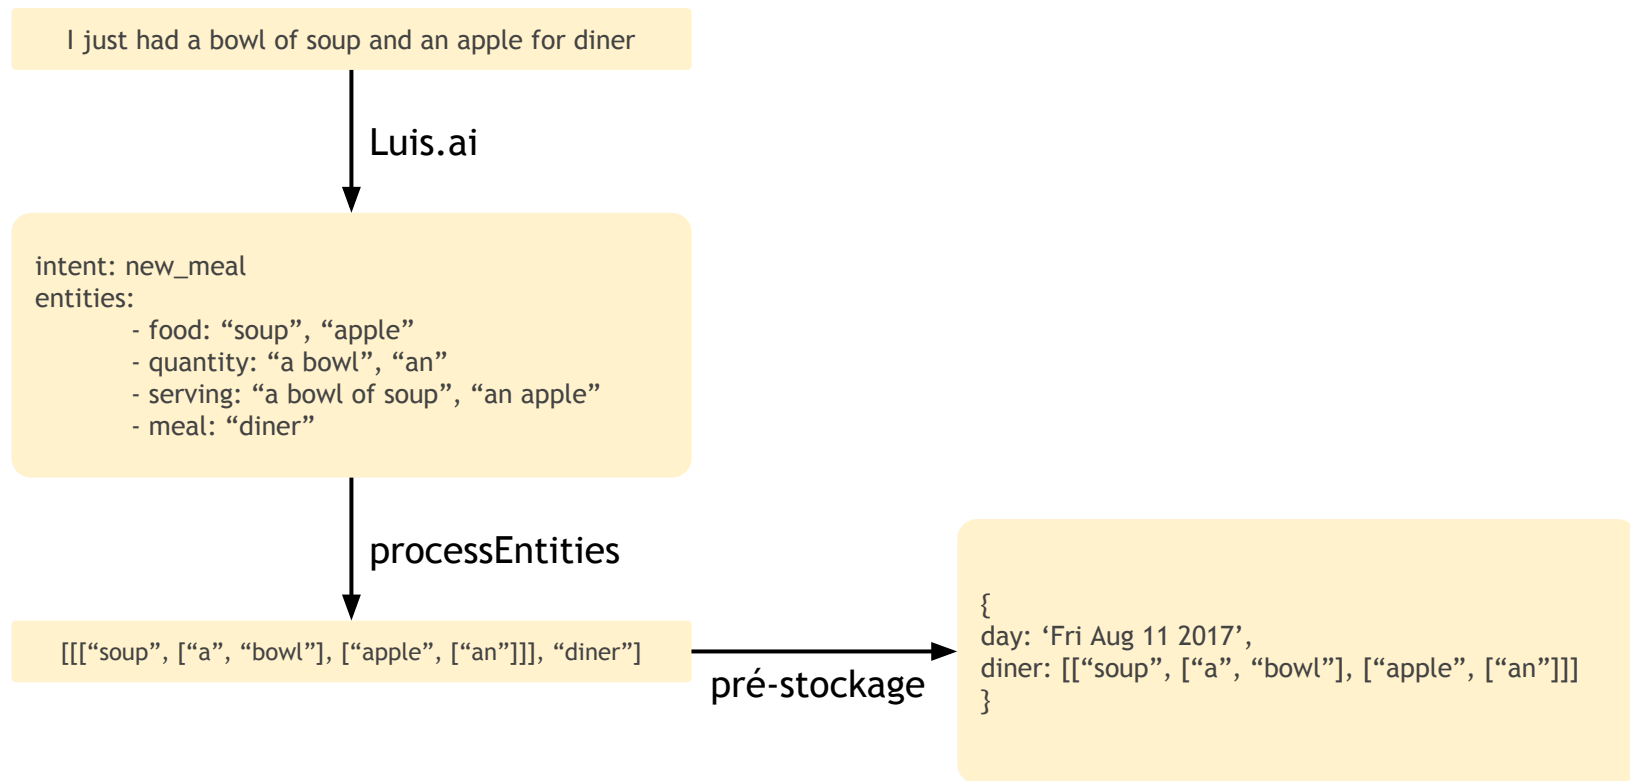 I just had a bowl of soup and an apple for diner
Luis.ai
intent: new_meal
entities:
- food: “soup”, “apple”
- quantity: “a bowl”, “an”
- serving: “a bowl of soup”, “an apple”
- meal: “diner”
processEntities
[[[“soup”, [“a”, “bowl”], [“apple”, [“an”]]], “diner”]
pré-stockage
{
day: ‘Fri Aug 11 2017’,
diner: [[“soup”, [“a”, “bowl”], [“apple”, [“an”]]]
}